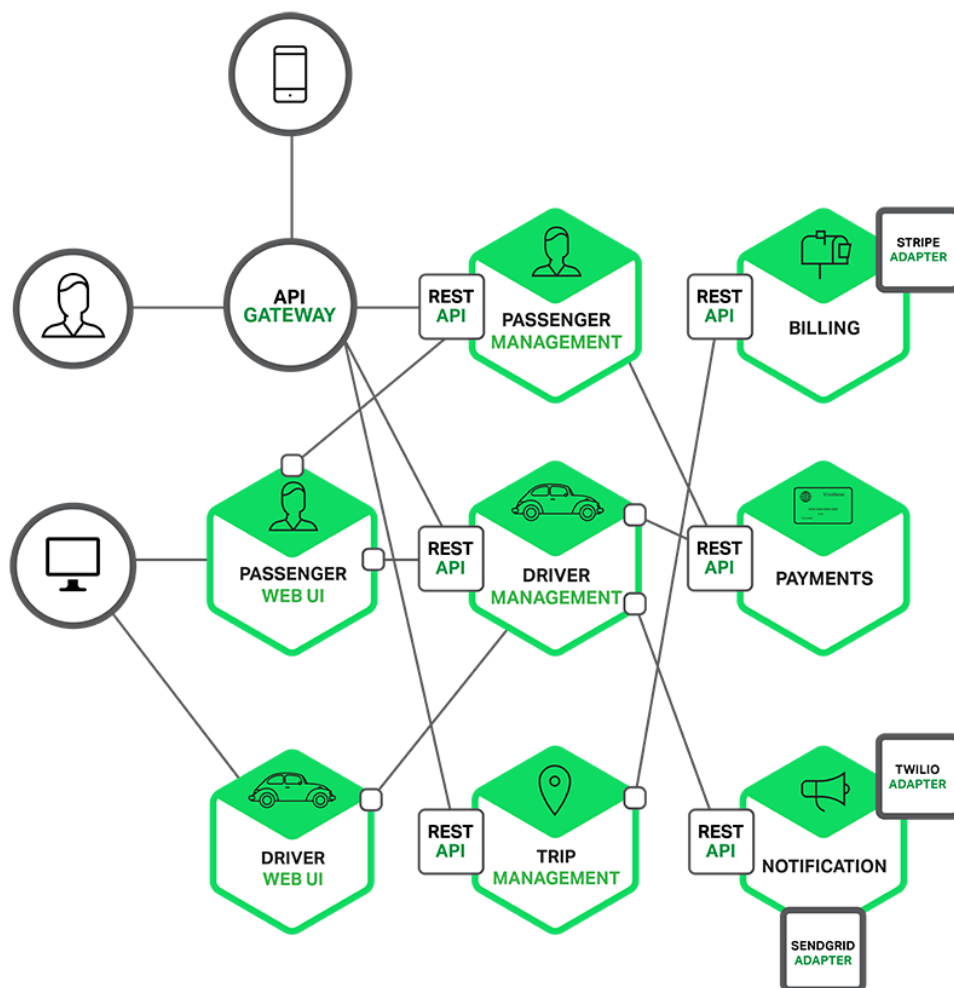 API
GATEWAY
REST
API
PASSENGER
MANAGEMENT
REST
API
BILLING
STRIPE
ADAPTER
PASSENGER
WEB UI
REST
API
DRIVER
MANAGEMENT
REST
API
PAYMENTS
DRIVER
WEB UI
REST
API
TRIP
MANAGEMENT
REST
API
NOTIFICATION
TWILIO
ADAPTER
SENDGRID
ADAPTER